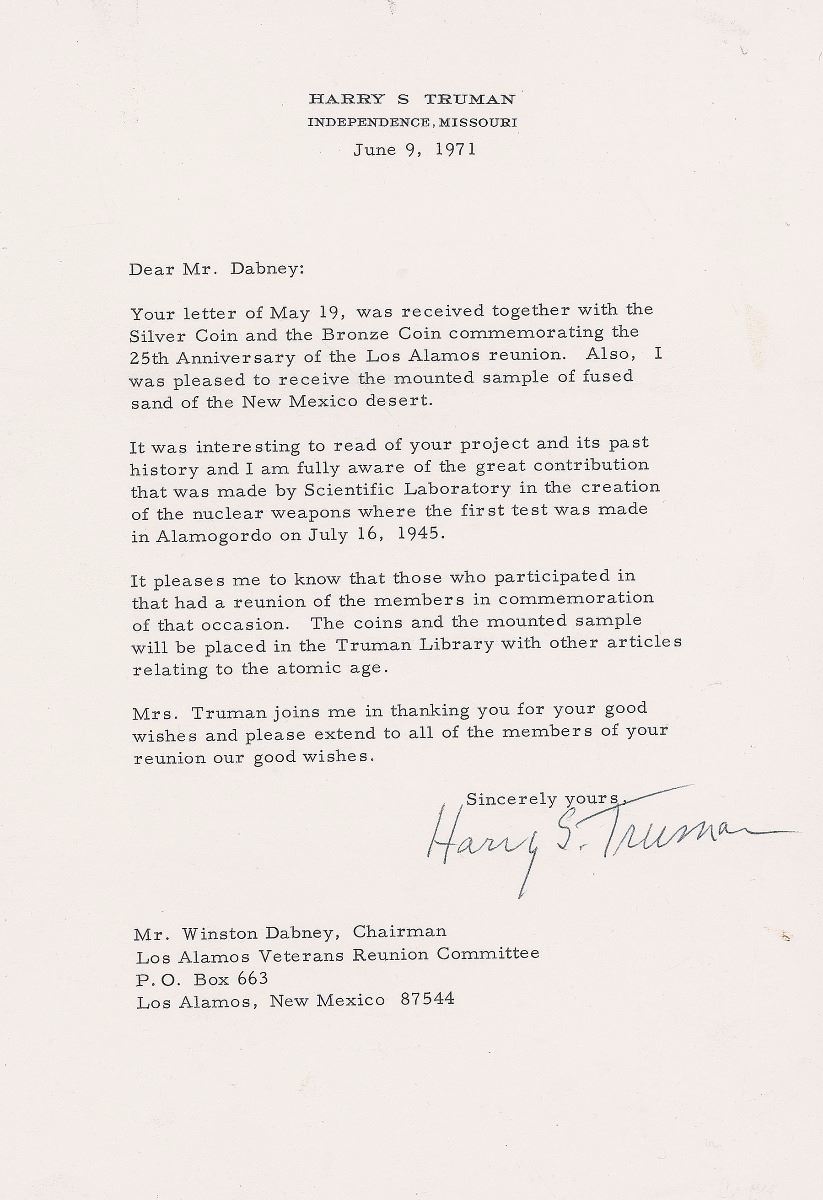 HARRY S TRUMAN
INDEPENDENCE, MISSOURI
June 9, 1971
Dear Mr. Dabney:
Your letter of May 19, was received together with the
Silver Coin and the Bronze Coin commemorating the
25th Anniversary of the Los Alamos reunion. Also, I
was pleased to receive the mounted sample of fused
sand of the New Mexico desert.
It was interesting to read of your project and its past
history and I am fully aware of the great contribution
that was made by Scientific Laboratory in the creation
of the nuclear weapons where the first test was made
in Alamogordo on July 16, 1945.
It pleases me to know that those who participated in
that had a reunion of the members in commemoration
of that occasion. The coins and the mounted sample
will be placed in the Truman Library with other articles
relating to the atomic age.
Mrs. Truman joins me in thanking you for your good
wishes and please extend to all of the members of your
reunion our good wishes.
Sincerely yours,
Harry S. Truman
Mr. Winston Dabney, Chairman
Los Alamos Veterans Reunion Committee
P.O. Box 663
Los Alamos, New Mexico 87544